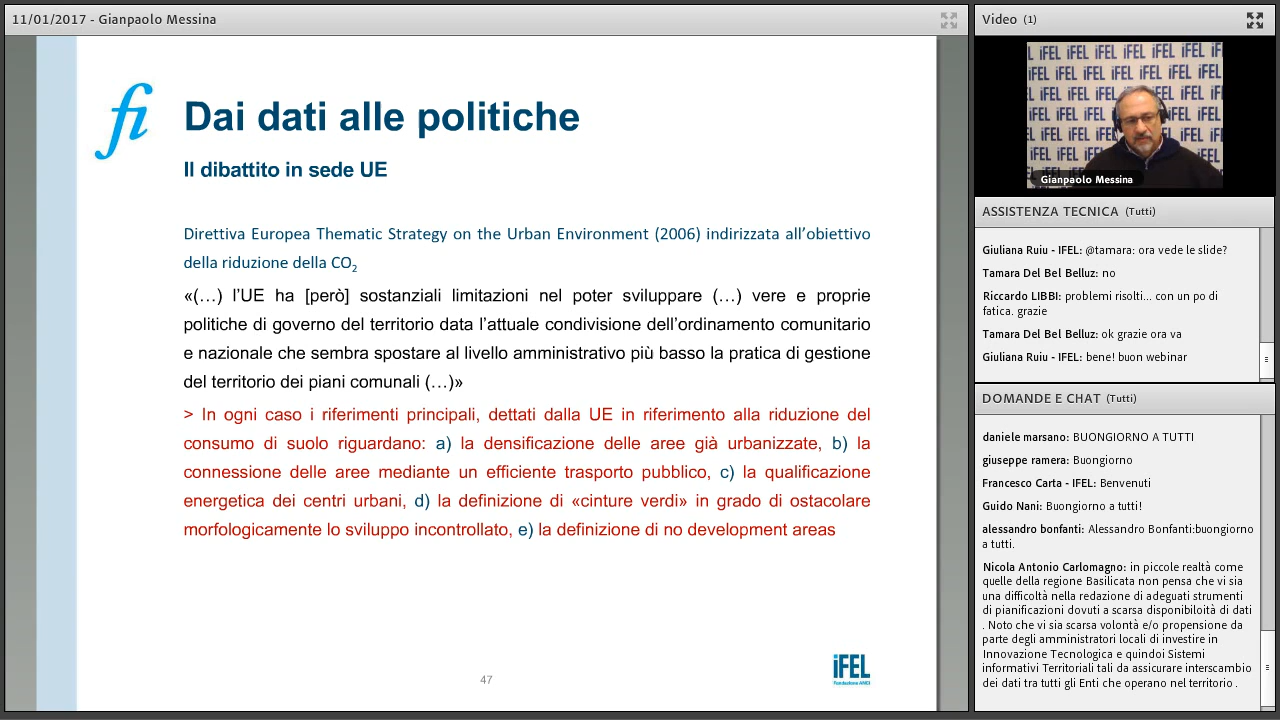 11/01/2017 - Gianpaolo Messina
fi
Dai dati alle politiche
Il dibattito in sede UE
Direttiva Europea Thematic Strategy on the Urban Environment (2006) indirizzata all’obiettivo
della riduzione della CO2
«(…) l’UE ha [però] sostanziali limitazioni nel poter sviluppare (…) vere e proprie
politiche di governo del territorio data l’attuale condivisione dell’ordinamento comunitario
e nazionale che sembra spostare al livello amministrativo più basso la pratica di gestione
del territorio dei piani comunali (…)»
> In ogni caso i riferimenti principali, dettati dalla UE in riferimento alla riduzione del
consumo di suolo riguardano: a) la densificazione delle aree già urbanizzate, b) la
connessione delle aree mediante un efficiente trasporto pubblico, c) la qualificazione
energetica dei centri urbani, d) la definizione di «cinture verdi» in grado di ostacolare
morfologicamente lo sviluppo incontrollato, e) la definizione di no development areas
47
iFEL
Fondazione ANCI
Video (1)
iFEL
Gianpaolo Messina
ASSISTENZA TECNICA (Tutti)
Giuliana Ruiu - IFEL: @tamara: ora vede le slide?
Tamara Del Bel Belluz: no
Riccardo LIBBI: problemi risolti... con un po di
fatica. grazie
Tamara Del Bel Belluz: ok grazie ora va
Giuliana Ruiu - IFEL: bene! buon webinar
DOMANDE E CHAT (Tutti)
daniele marsano: BUONGIORNO A TUTTI
giuseppe ramera: Buongiorno
Francesco Carta - IFEL: Benvenuti
Guido Nani: Buongiorno a tutti!
alessandro bonfanti: Alessandro Bonfanti:buongiorno
a tutti.
Nicola Antonio Carlomagno: in piccole realtà come
quelle della regione Basilicata non pensa che vi sia
una difficoltà nella redazione di adeguati strumenti
di pianificazioni dovuti a scarsa disponibiloità di dati
. Noto che vi sia scarsa volontà e/o propensione da
parte degli amministratori locali di investire in
Innovazione Tecnologica e quindoi Sistemi
informativi Territoriali tali da assicurare interscambio
dei dati tra tutti gli Enti che operano nel territorio .